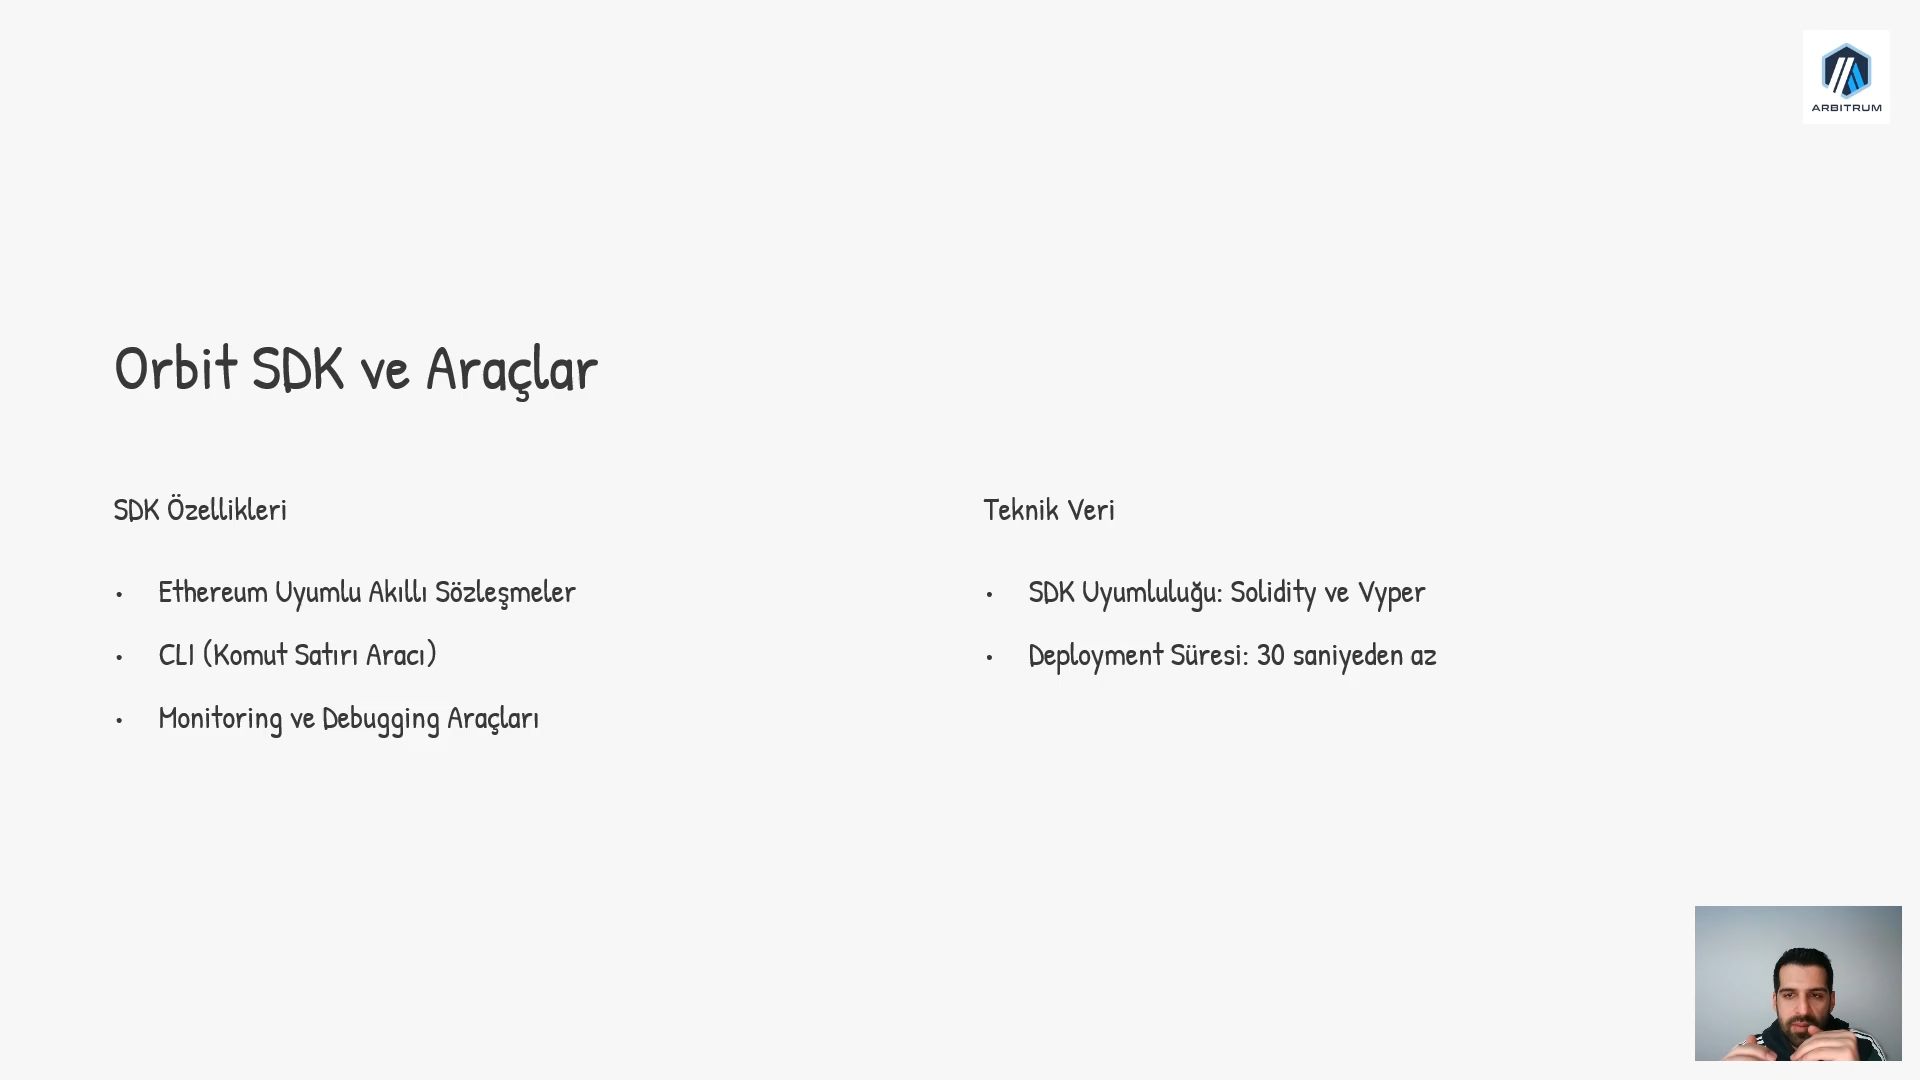 ARBITRUM
Orbit SDK ve Araçlar
SDK Özellikleri
• Ethereum Uyumlu Akıllı Sözleşmeler
• CLI (Komut Satırı Aracı)
• Monitoring ve Debugging Araçları
Teknik Veri
• SDK Uyumluluğu: Solidity ve Vyper
• Deployment Süresi: 30 saniyeden az